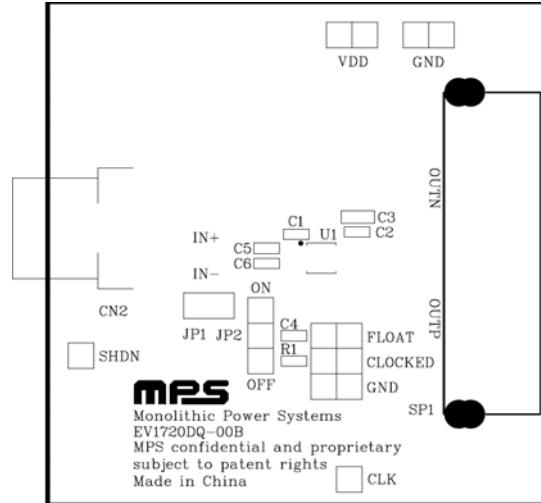 VDD GND
OUTN
C1
C3
IN+
U1
C2
C5
C6
IN-
ON
CN2
OUTP
JP1 JP2
C4
FLOAT
SHDN
R1
CLOCKED
OFF
GND
mps
SP1
Monolithic Power Systems
EV1720DQ-00B
MPS confidential and proprietary
subject to patent rights
Made in China
CLK